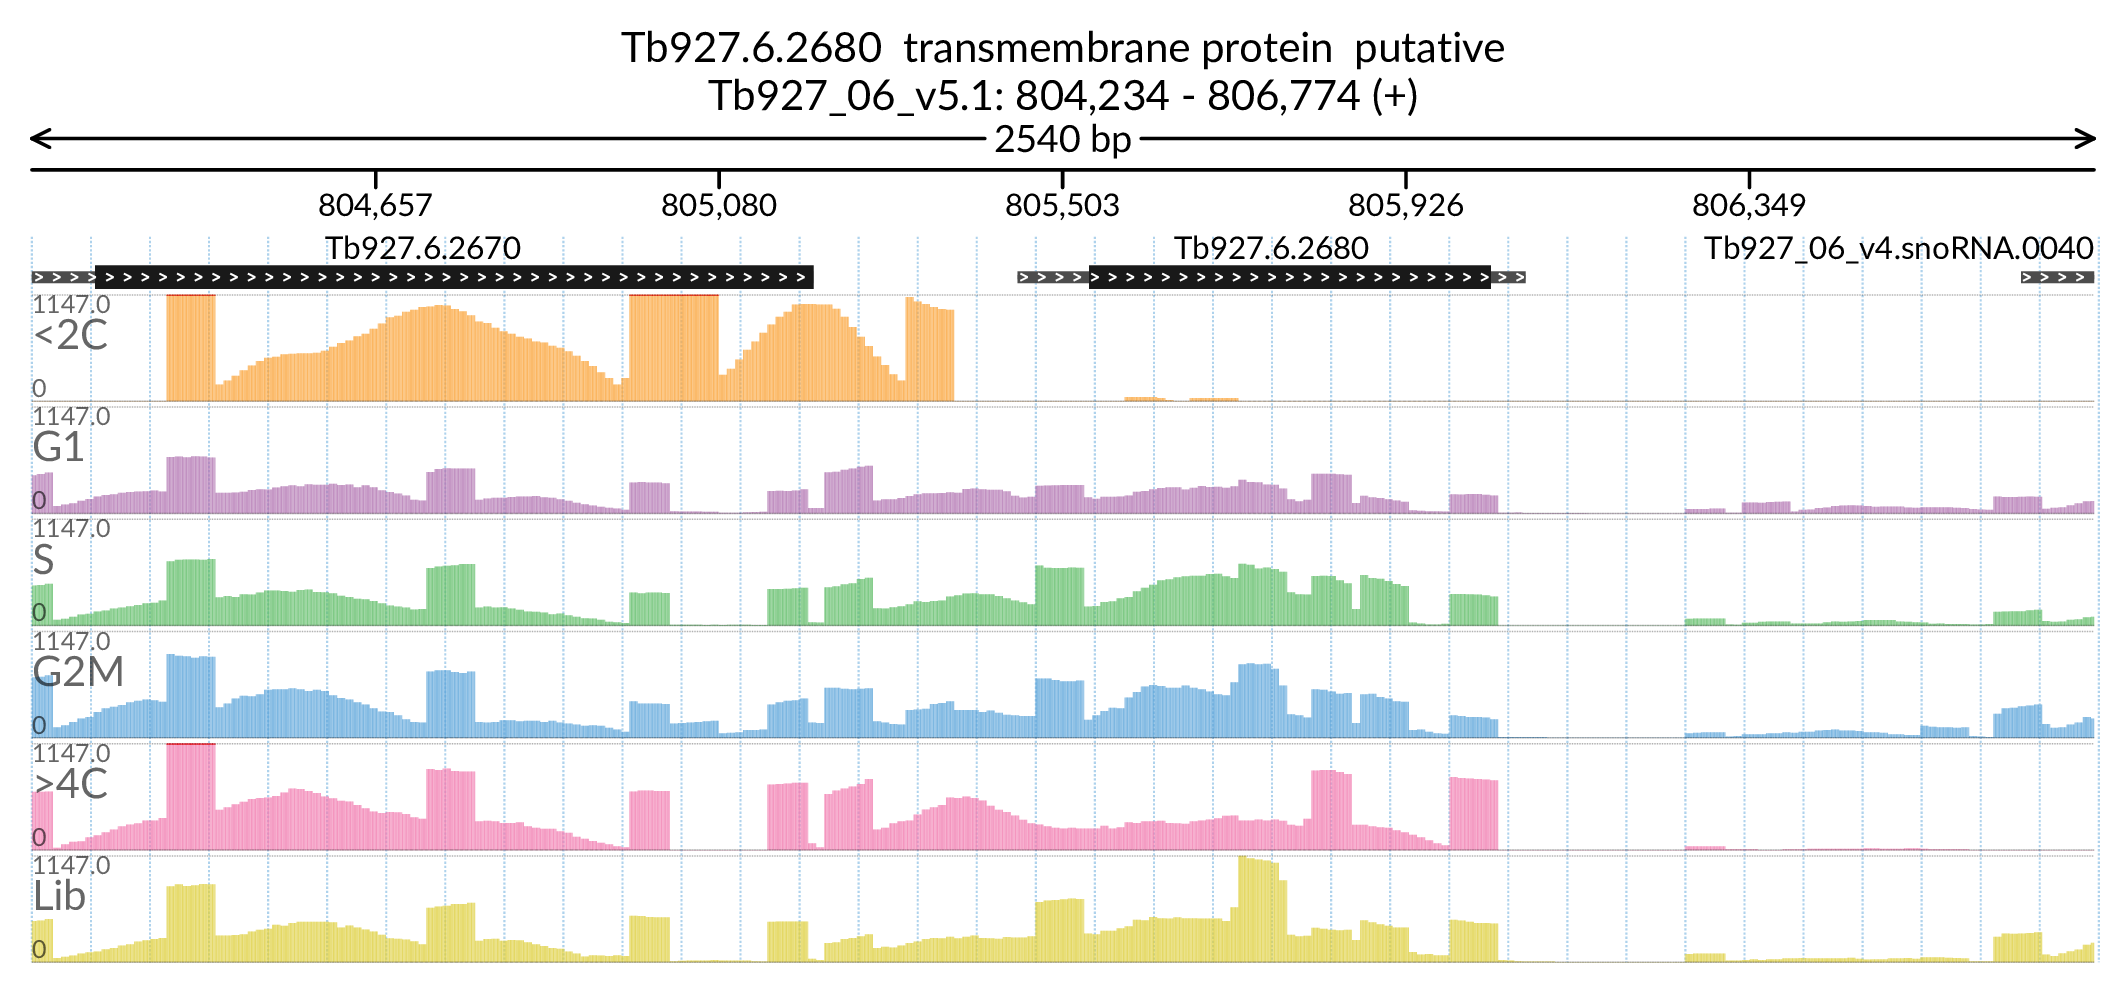 Tb927.6.2680 transmembrane protein putative
Tb927_06_v5.1: 804,234 - 806,774 (+)
2540 bp
804,657 805,080 805,503 805,926 806,349
Tb927.6.2670 Tb927.6.2680 Tb927_06_v4.snoRNA.0040
1147.0
<2C
0
1147.0
G1
0
1147.0
S
0
1147.0
G2M
0
1147.0
>4C
0
1147.0
Lib
0